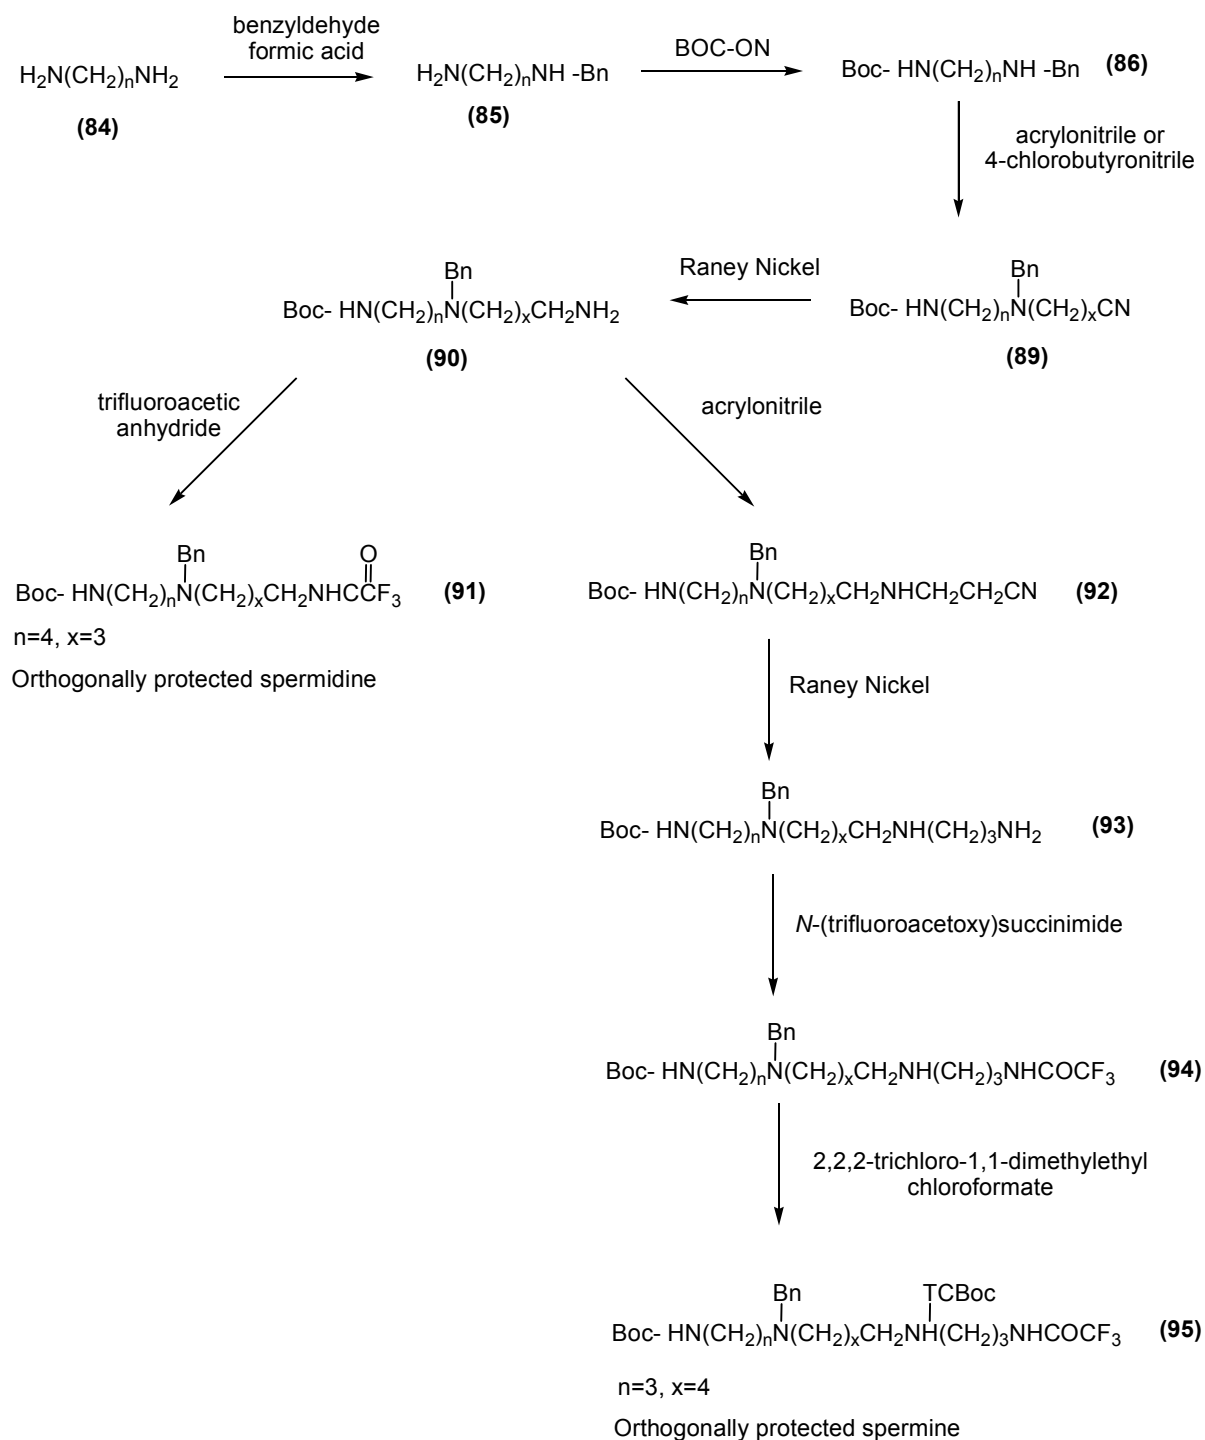 benzyldehyde
formic acid
H2N(CH2)nNH2
(84)
H2N(CH2)nNH -Bn
(85)
BOC-ON
Boc- HN(CH2)nNH -Bn (86)
acrylonitrile or
4-chlorobutyronitrile
Bn
Boc- HN(CH2)nN(CH2)xCN
(89)
Raney Nickel
Bn
Boc- HN(CH2)nN(CH2)xCH2NH2
(90)
trifluoroacetic
anhydride
acrylonitrile
Bn
O
Boc- HN(CH2)nN(CH2)xCH2NHCCF3 (91)
n=4, x=3
Orthogonally protected spermidine
Bn
Boc- HN(CH2)nN(CH2)xCH2NHCH2CH2CN (92)
Raney Nickel
Bn
Boc- HN(CH2)nN(CH2)xCH2NH(CH2)3NH2 (93)
N-(trifluoroacetoxy)succinimide
Bn
Boc- HN(CH2)nN(CH2)xCH2NH(CH2)3NHCOCF3 (94)
2,2,2-trichloro-1,1-dimethylethyl
chloroformate
Bn TCBoc
Boc- HN(CH2)nN(CH2)xCH2NH(CH2)3NHCOCF3 (95)
n=3, x=4
Orthogonally protected spermine